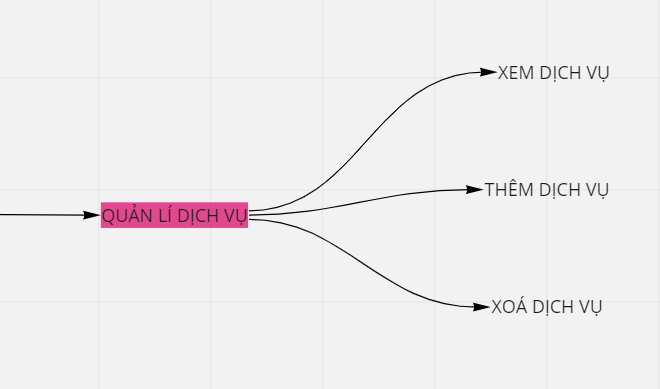 XEM DỊCH VỤ
THÊM DỊCH VỤ
QUẢN LÍ DỊCH VỤ
XOÁ DỊCH VỤ